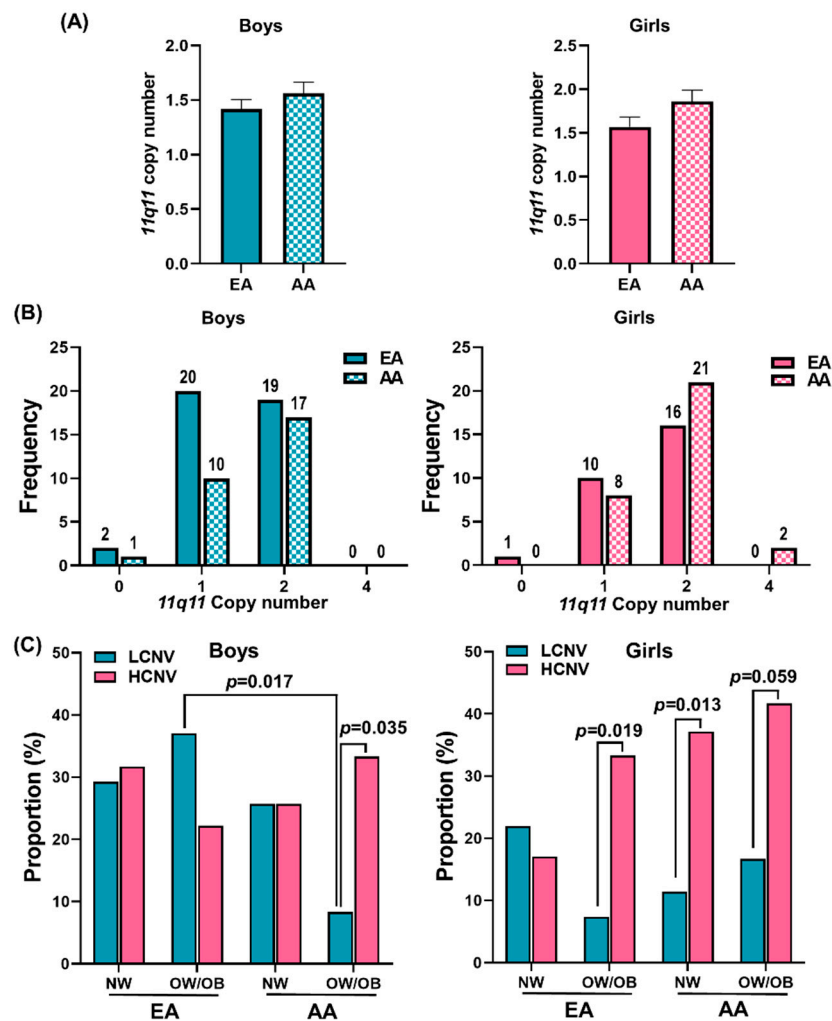 (A)
Boys
11q11 copy number
2.0
1.5
1.0
0.5
0.0
EA AA
Girls
11q11 copy number
2.5
2.0
1.5
1.0
0.5
0.0
EA AA
(B)
Boys
Frequency
25
20
15
10
5
0
EA
AA
2 1 20 10 19 17 0 0
0 1 2 4
11q11 Copy number
Girls
Frequency
25
20
15
10
5
0
EA
AA
1 0 10 8 16 21 0 2
0 1 2 4
11q11 Copy number
(C)
Boys
Proportion (%)
50
40
30
20
10
0
LCNV
HCNV
p=0.017
p=0.035
NW OW/OB NW OW/OB
EA AA
Girls
Proportion (%)
50
40
30
20
10
0
LCNV
HCNV
p=0.019
p=0.013
p=0.059
NW OW/OB NW OW/OB
EA AA